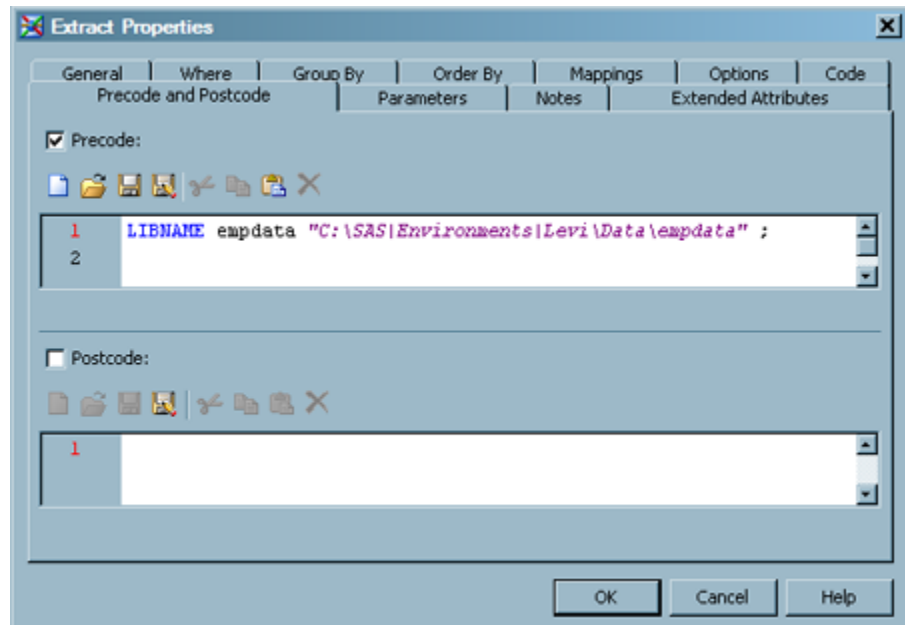 Extract Properties
General Where Group By Order By Mappings Options Code
Precode and Postcode Parameters Notes Extended Attributes
Precode:
1 LIBNAME empdata "C:\SAS|Environments|Levi\Data\empdata" ;
2
Postcode:
1
OK Cancel Help